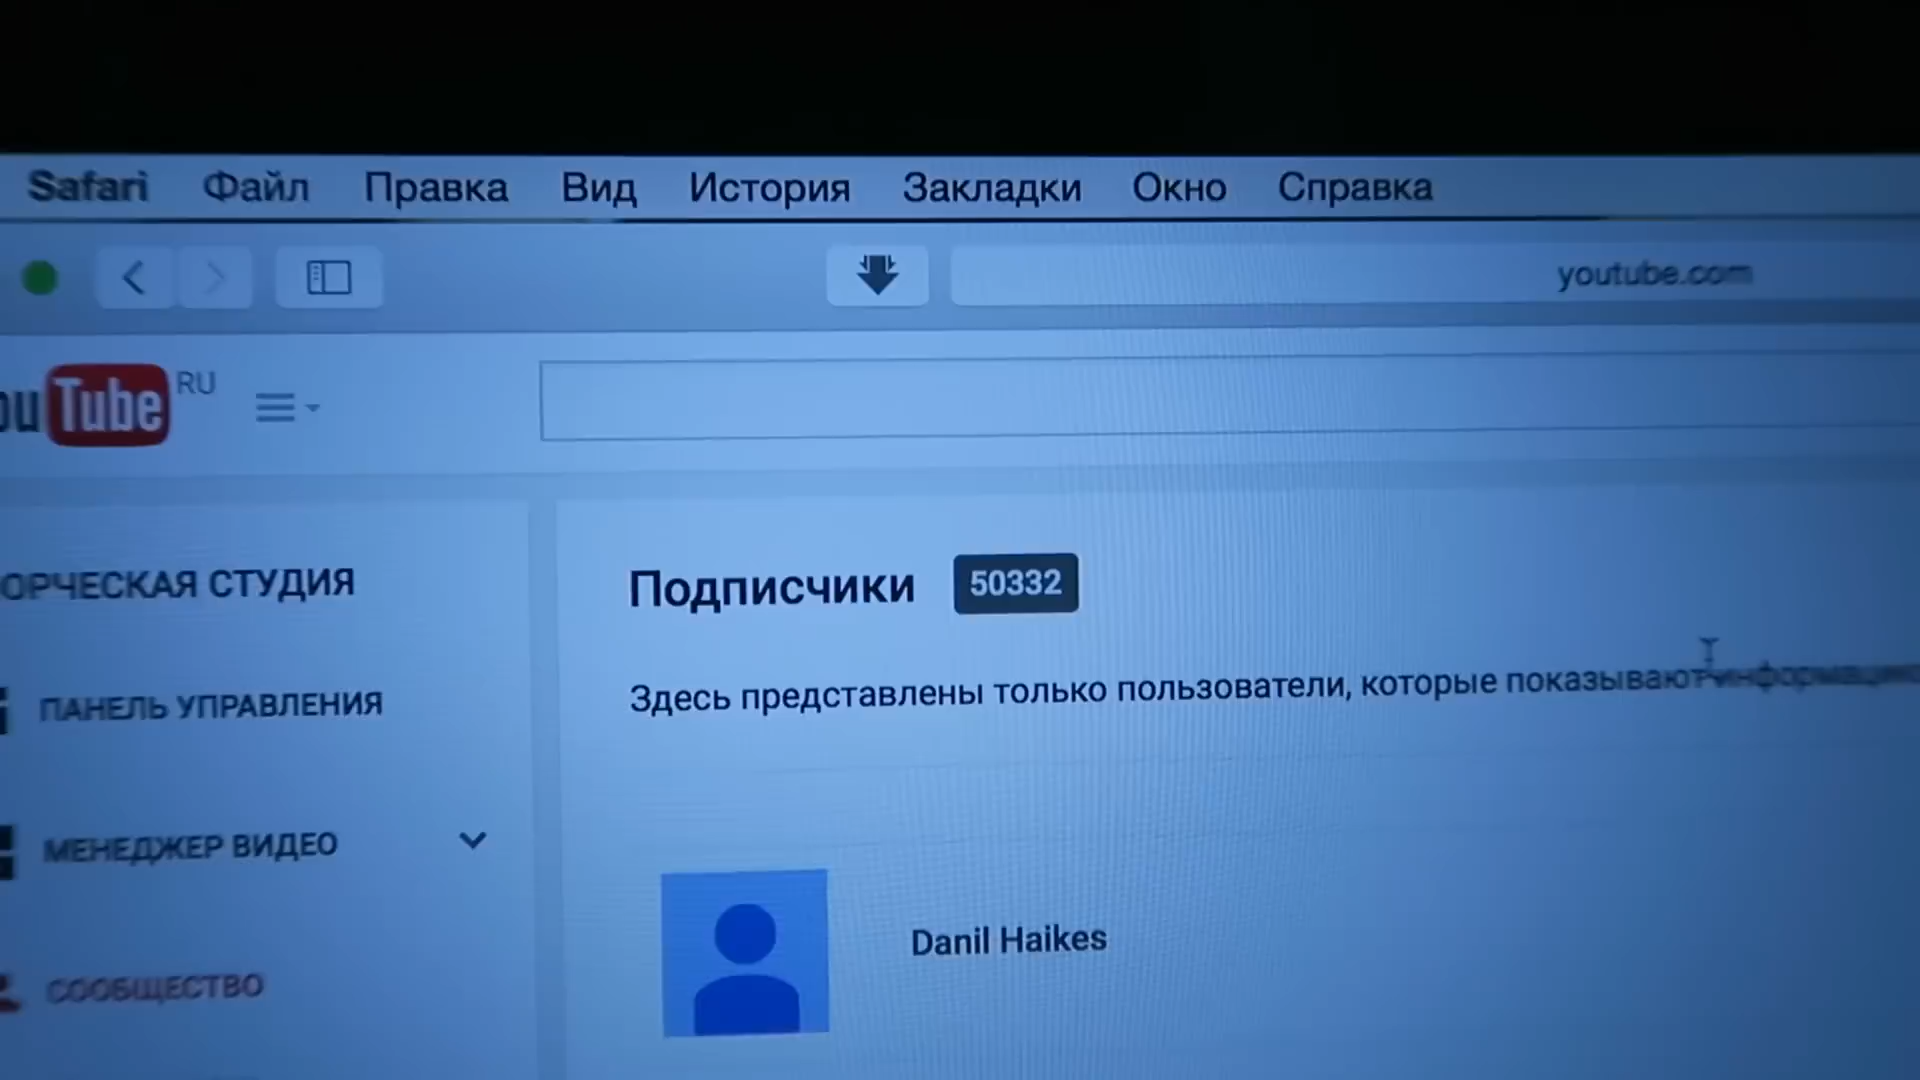 Safari Файл Правка Вид История Закладки Окно Справка
youtube.com
ouTube RU
ОРЧЕСКАЯ СТУДИЯ
Подписчики 50332
Здесь представлены только пользователи, которые показывают
ПАНЕЛЬ УПРАВЛЕНИЯ
МЕНЕДЖЕР ВИДЕО
Danil Haikes
СООБЩЕСТВО